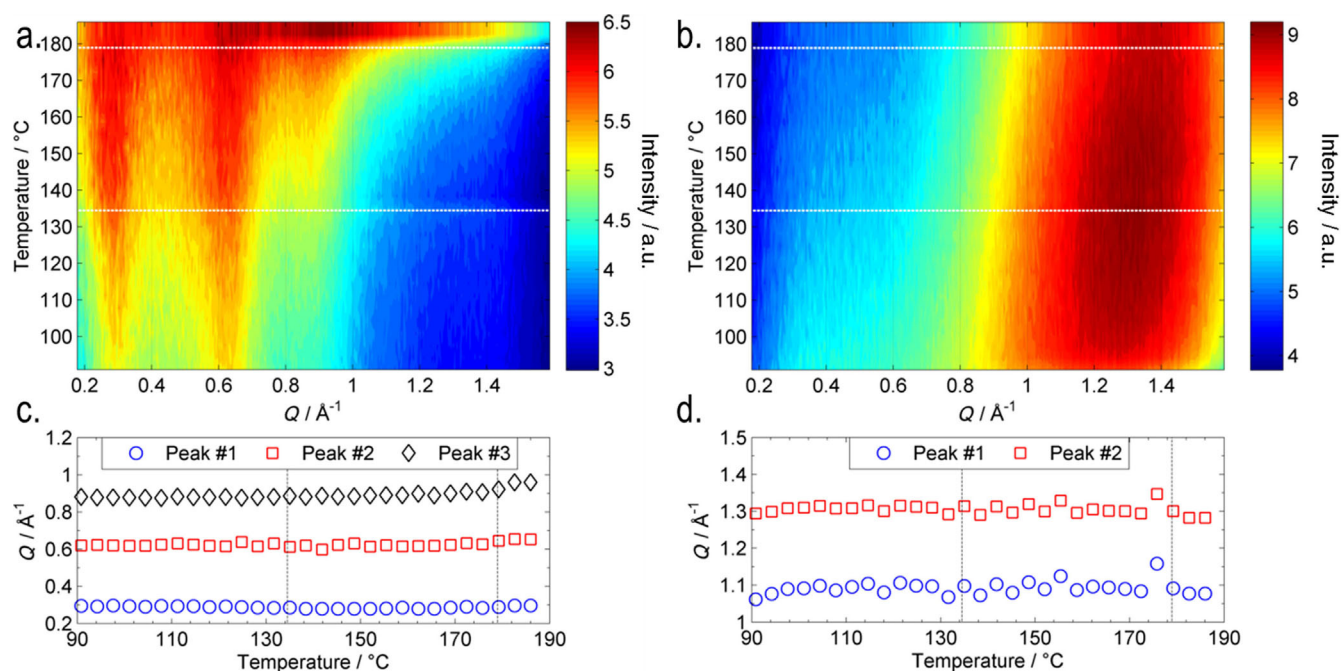 a.
180
170
160
150
140
130
120
110
100
Temperature / °C
0.2 0.4 0.6 0.8 1 1.2 1.4
Q / Å⁻¹
6.5
6
5.5
5
4.5
4
3.5
3
Intensity / a.u.
b.
180
170
160
150
140
130
120
110
100
Temperature / °C
0.2 0.4 0.6 0.8 1 1.2 1.4
Q / Å⁻¹
9
8
7
6
5
4
Intensity / a.u.
c.
Peak #1 Peak #2 Peak #3
1.2
1
0.8
0.6
0.4
0.2
Q / Å⁻¹
90 110 130 150 170 190
Temperature / °C
d.
Peak #1 Peak #2
1.5
1.4
1.3
1.2
1.1
1
Q / Å⁻¹
90 110 130 150 170 190
Temperature / °C